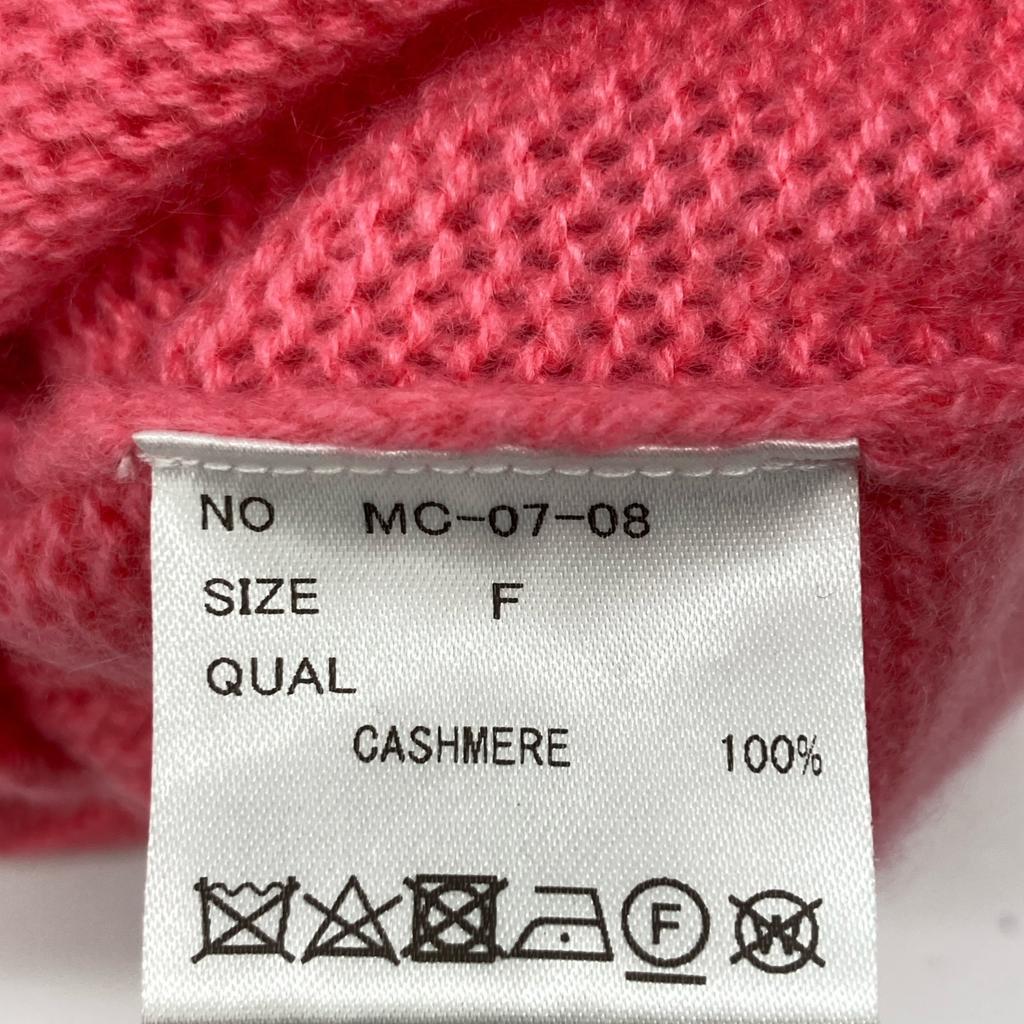 NO MC-07-08
SIZE F
QUAL
CASHMERE 100%
F W